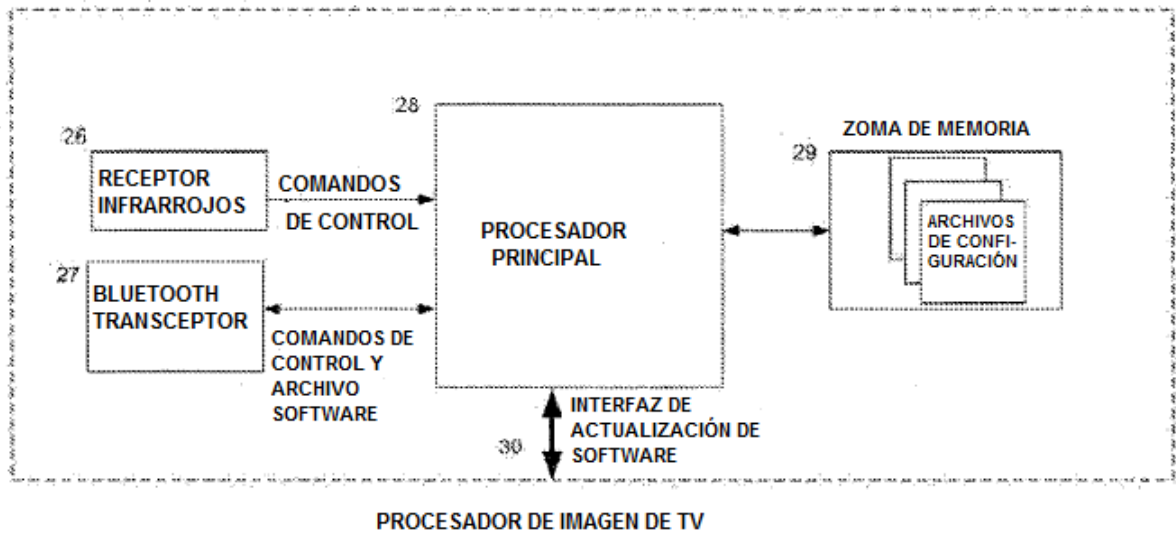 28
26
RECEPTOR
INFRARROJOS
COMANDOS
DE CONTROL
27
BLUETOOTH
TRANSCEPTOR
COMANDOS DE
CONTROL Y
ARCHIVO
SOFTWARE
PROCESADOR
PRINCIPAL
ZOMA DE MEMORIA
29
ARCHIVOS
DE CONFI-
GURACIÓN
30
INTERFAZ DE
ACTUALIZACIÓN DE
SOFTWARE
PROCESADOR DE IMAGEN DE TV